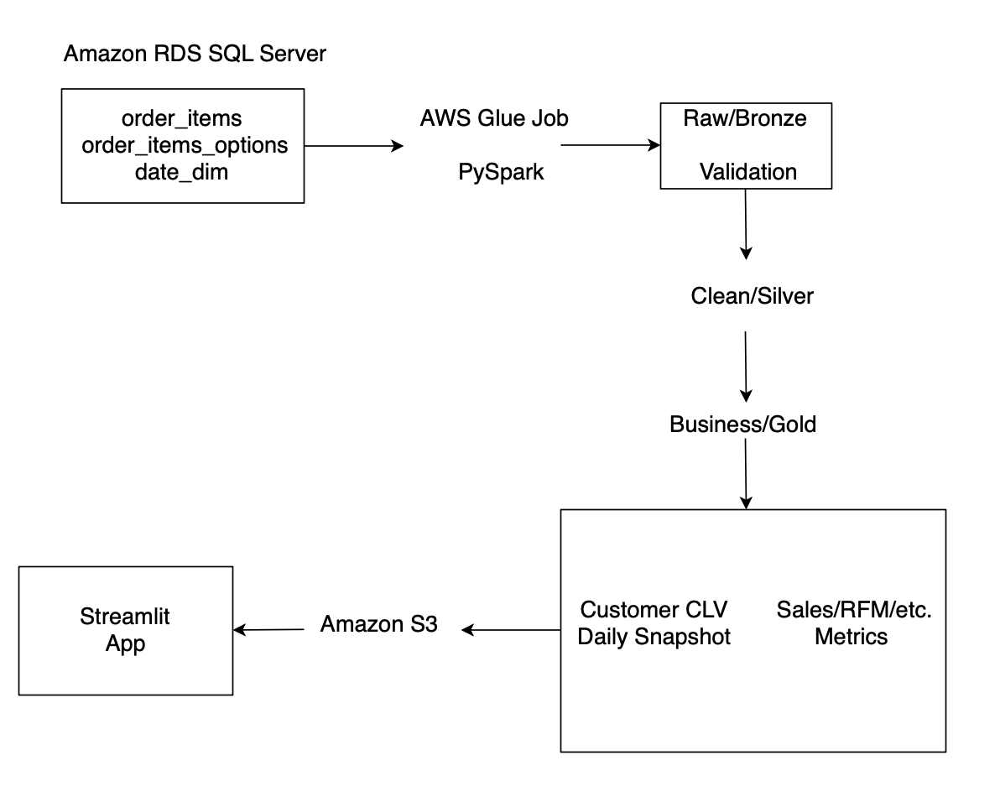 Amazon RDS SQL Server
order_items
order_items_options
date_dim
AWS Glue Job
PySpark
Raw/Bronze
Validation
Clean/Silver
Business/Gold
Customer CLV
Daily Snapshot
Sales/RFM/etc.
Metrics
Amazon S3
Streamlit
App